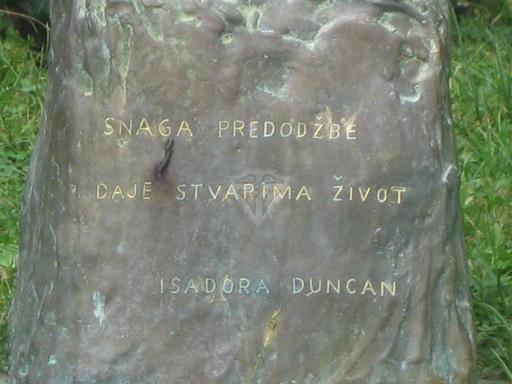 SNAGA PREDODŽBE
DAJE STVARIMA ŽIVOT
ISADORA DUNCAN